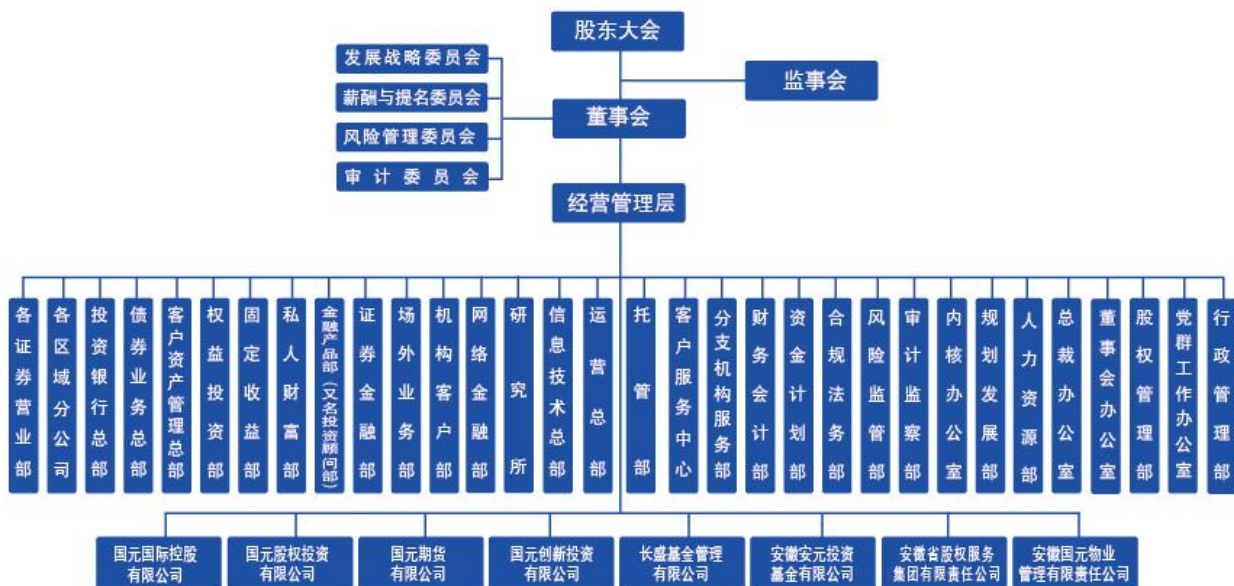 股东大会
发展战略委员会
监事会
薪酬与提名委员会
董事会
风险管理委员会
审计委员会
经营管理层
各证券营业部
各区域分公司
投资银行总部
债券业务总部
客户资产管理总部
权益投资部
固定收益部
私人财富部
金融产品部（又名投资顾问部）
证券金融部
场外业务部
机构客户部
网络金融部
研究所
信息技术总部
运营总部
托管部
客户服务中心
分支机构服务部
财务会计部
资金计划部
合规法务部
风险监管部
审计监察部
内核办公室
规划发展部
人力资源部
总裁办公室
董事会办公室
股权管理部
党群工作办公室
行政管理部
国元国际控股
有限公司
国元股权投资
有限公司
国元期货
有限公司
国元创新投资
有限公司
长盛基金管理
有限公司
安徽安元投资
基金有限公司
安徽省股权服务
集团有限责任公司
安徽国元物业
管理有限责任公司